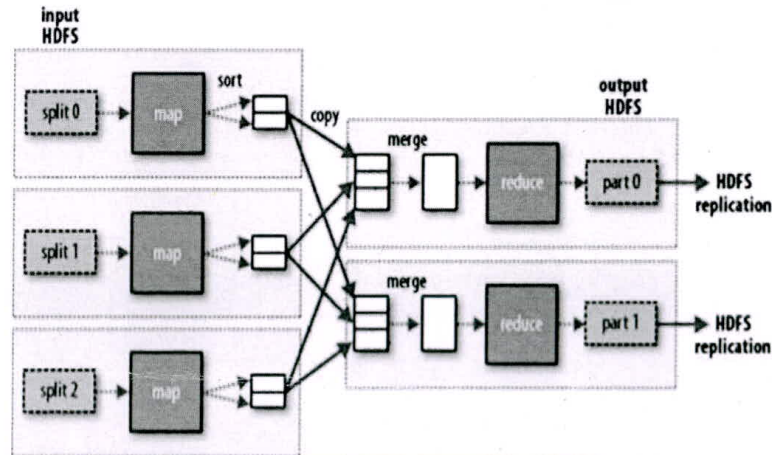 input
HDFS
split 0
map
sort
copy
split 1
map
split 2
map
output
HDFS
merge
reduce
part 0
HDFS
replication
merge
reduce
part 1
HDFS
replication